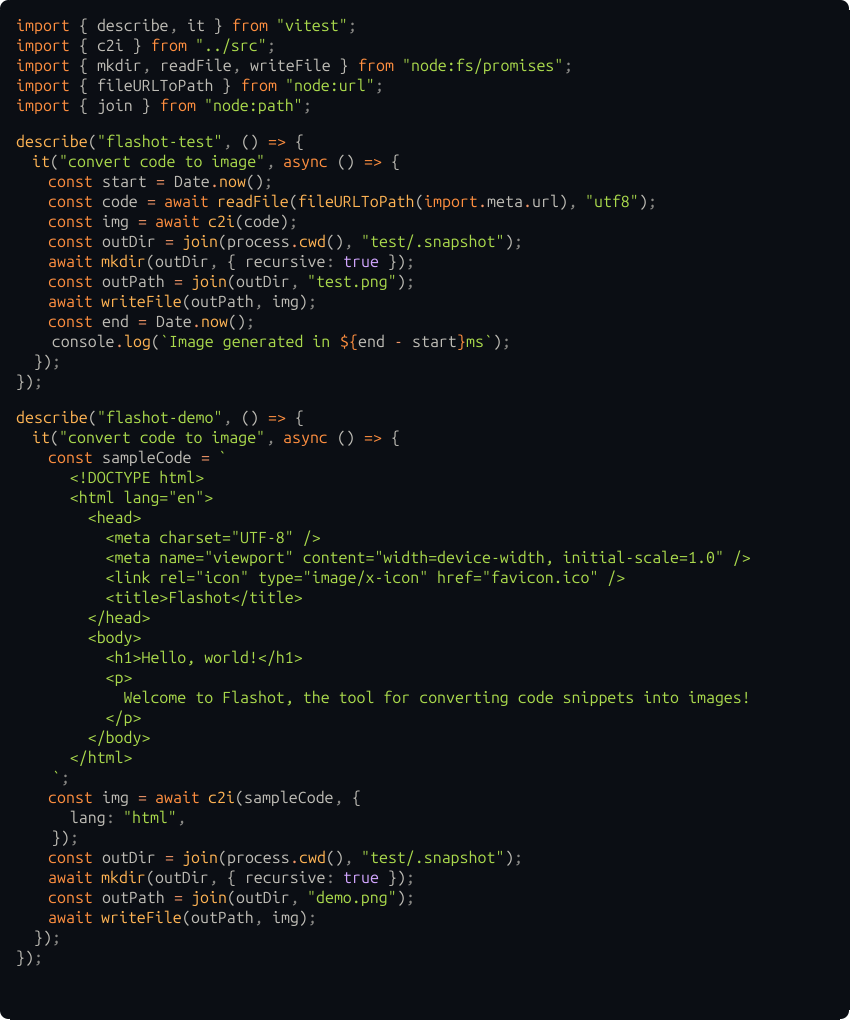 import { describe, it } from "vitest";
import { c2i } from "../src";
import { mkdir, readFile, writeFile } from "node:fs/promises";
import { fileURLToPath } from "node:url";
import { join } from "node:path";

describe("flashot-test", () => {
  it("convert code to image", async () => {
    const start = Date.now();
    const code = await readFile(fileURLToPath(import.meta.url), "utf8");
    const img = await c2i(code);
    const outDir = join(process.cwd(), "test/.snapshot");
    await mkdir(outDir, { recursive: true });
    const outPath = join(outDir, "test.png");
    await writeFile(outPath, img);
    const end = Date.now();
    console.log(`Image generated in ${end - start}ms`);
  });
});

describe("flashot-demo", () => {
  it("convert code to image", async () => {
    const sampleCode = `
      <!DOCTYPE html>
      <html lang="en">
        <head>
          <meta charset="UTF-8" />
          <meta name="viewport" content="width=device-width, initial-scale=1.0" />
          <link rel="icon" type="image/x-icon" href="favicon.ico" />
          <title>Flashot</title>
        </head>
        <body>
          <h1>Hello, world!</h1>
          <p>
            Welcome to Flashot, the tool for converting code snippets into images!
          </p>
        </body>
      </html>
    `;
    const img = await c2i(sampleCode, {
      lang: "html",
    });
    const outDir = join(process.cwd(), "test/.snapshot");
    await mkdir(outDir, { recursive: true });
    const outPath = join(outDir, "demo.png");
    await writeFile(outPath, img);
  });
});